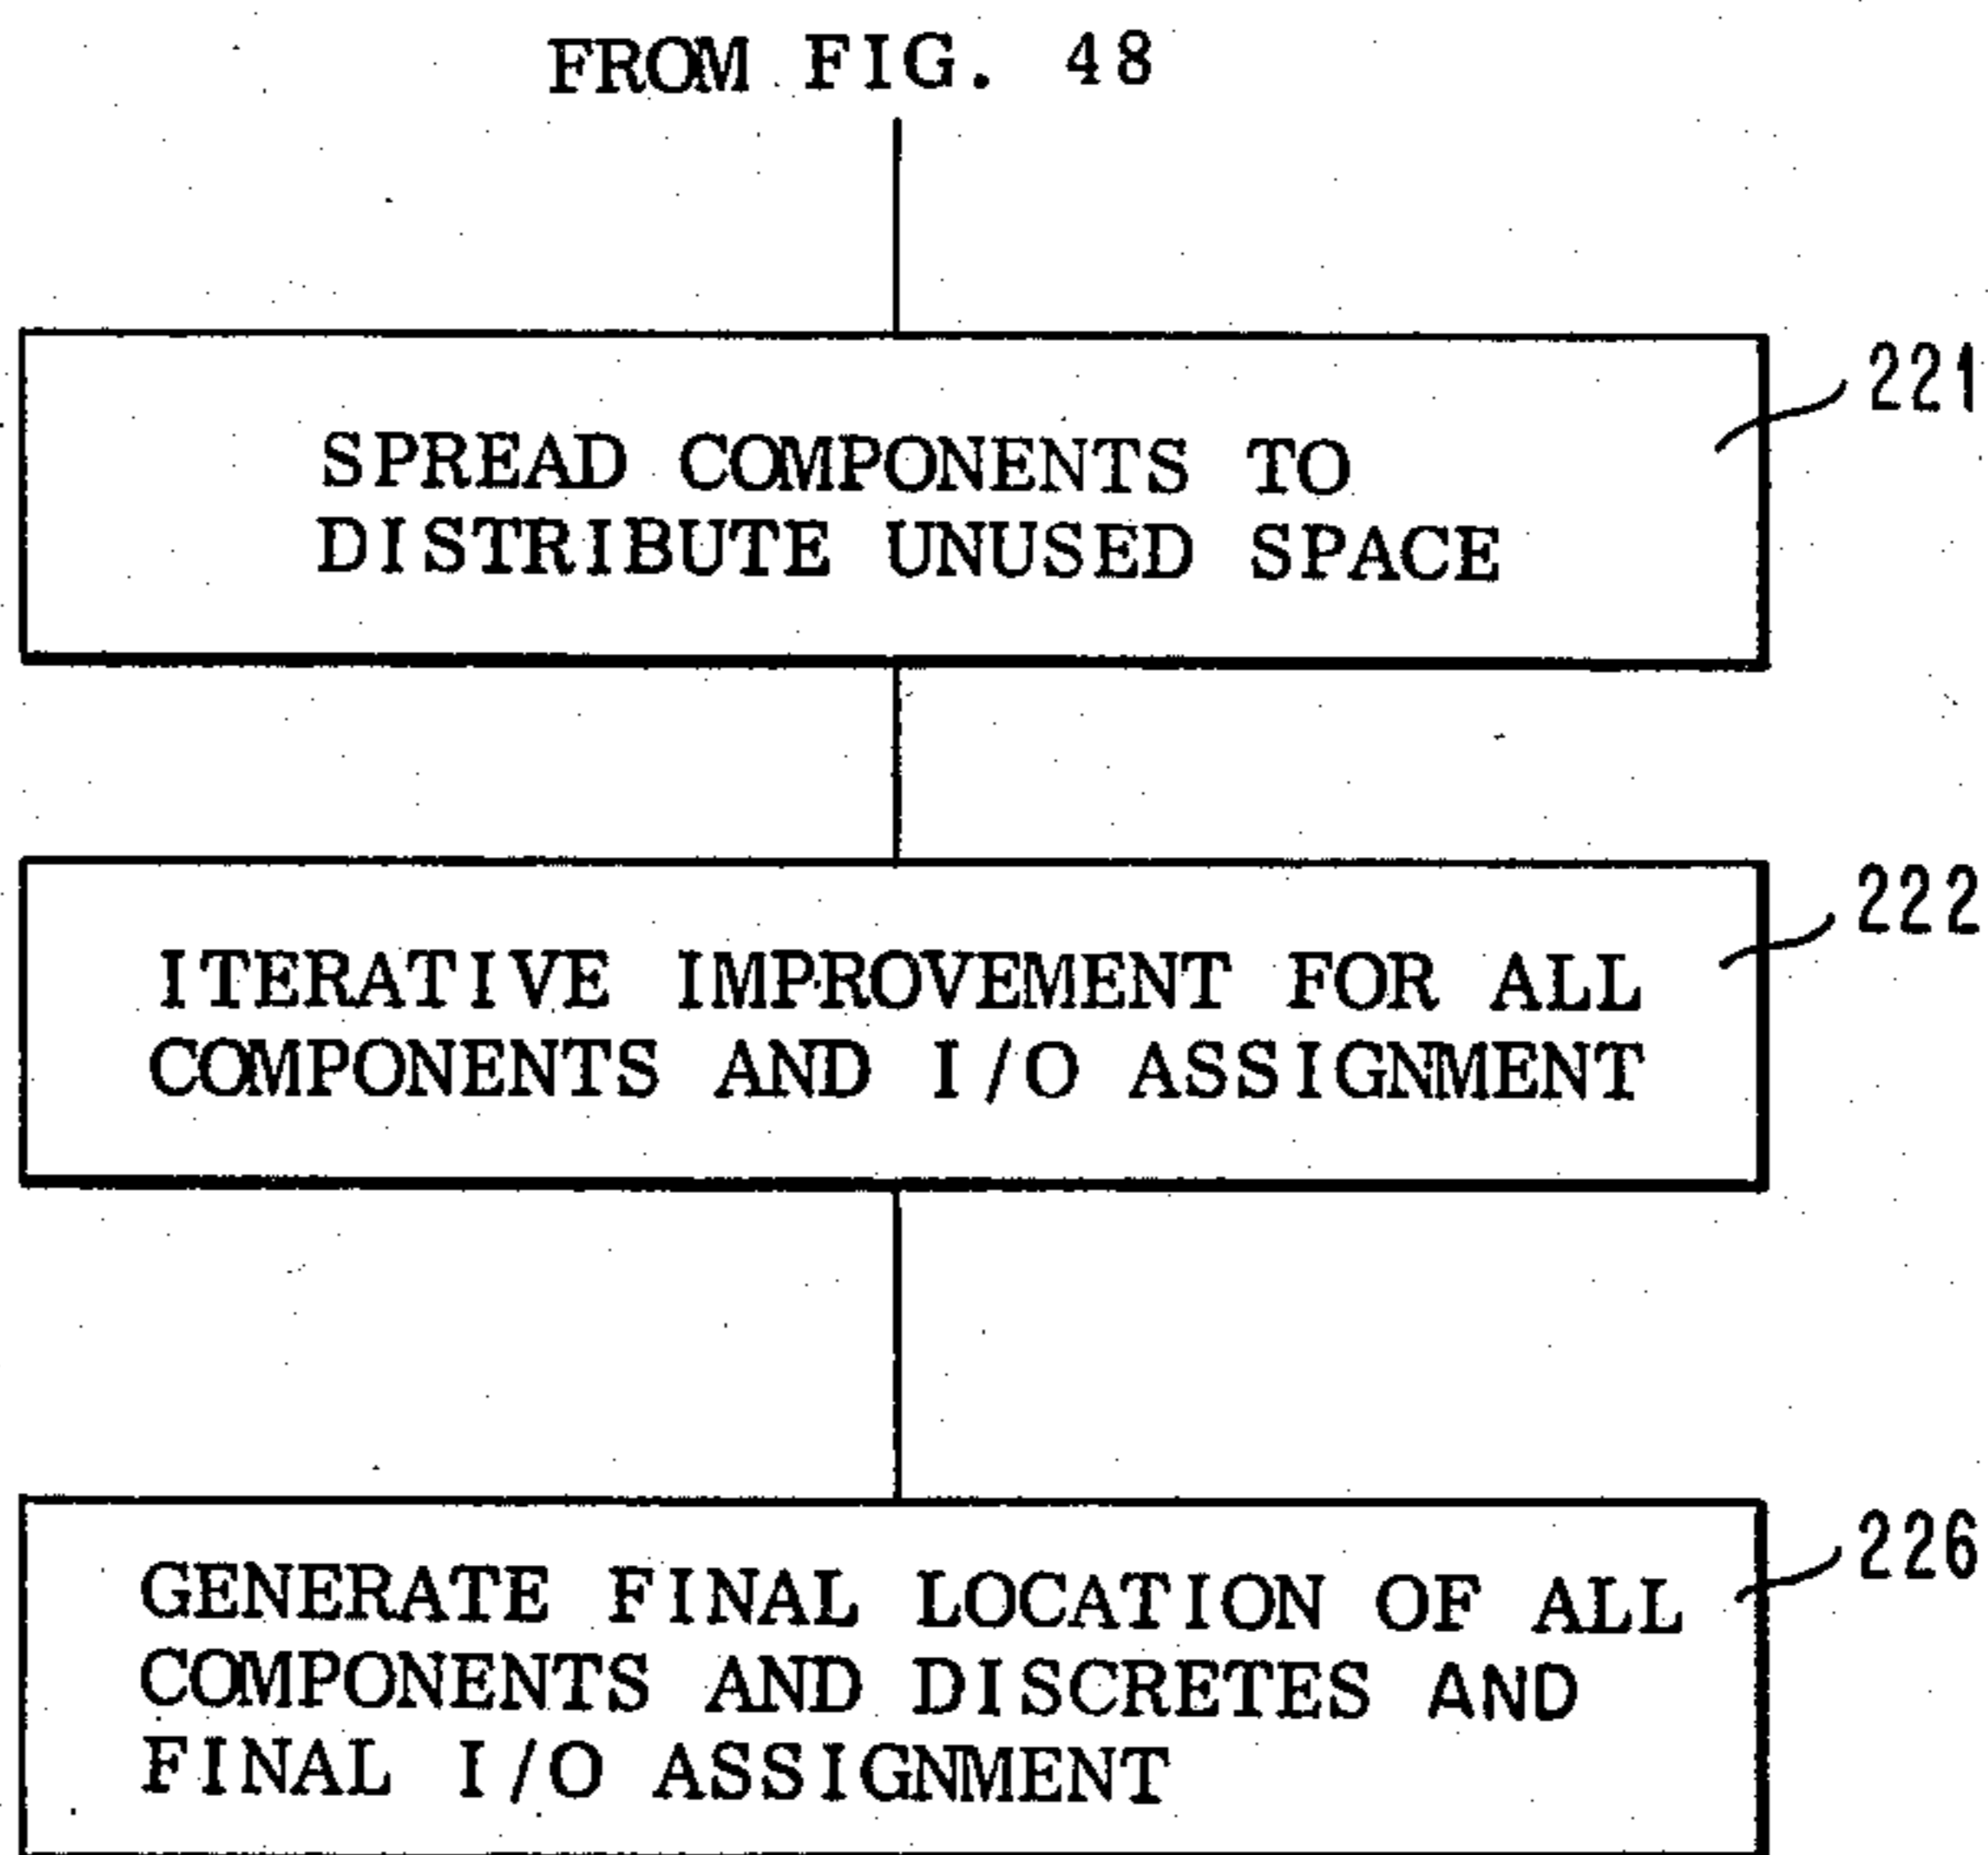 FROM FIG. 48
221
SPREAD COMPONENTS TO
DISTRIBUTE UNUSED SPACE
222
ITERATIVE IMPROVEMENT FOR ALL
COMPONENTS AND I/O ASSIGNMENT
226
GENERATE FINAL LOCATION OF ALL
COMPONENTS AND DISCRETES AND
FINAL I/O ASSIGNMENT